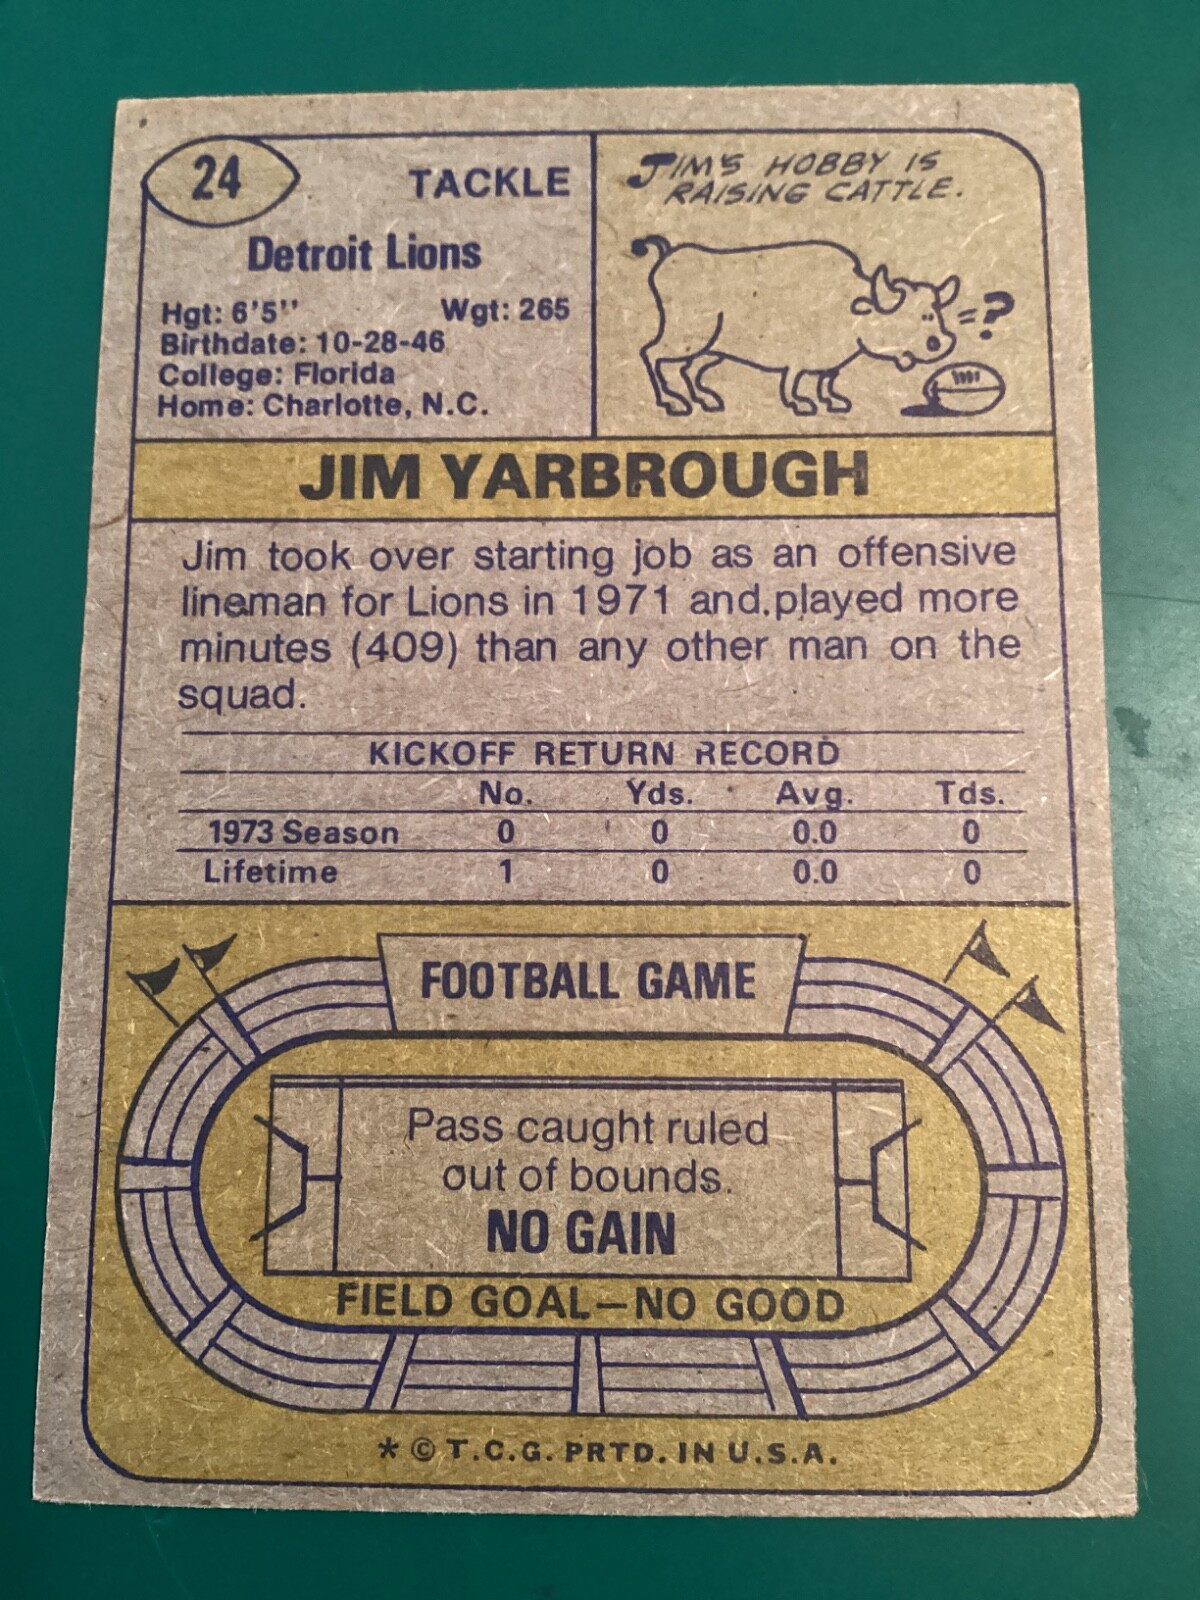 24
TACKLE
Detroit Lions
Hgt: 6'5" Wgt: 265
Birthdate: 10-28-46
College: Florida
Home: Charlotte, N.C.
JIM'S HOBBY IS
RAISING CATTLE.
=?
JIM YARBROUGH
Jim took over starting job as an offensive
lineman for Lions in 1971 and played more
minutes (409) than any other man on the
squad.
KICKOFF RETURN RECORD
No. Yds. Avg. Tds.
1973 Season 0 0 0.0 0
Lifetime 1 0 0.0 0
FOOTBALL GAME
Pass caught ruled
out of bounds.
NO GAIN
FIELD GOAL—NO GOOD
* © T.C.G. PRTD. IN U.S.A.